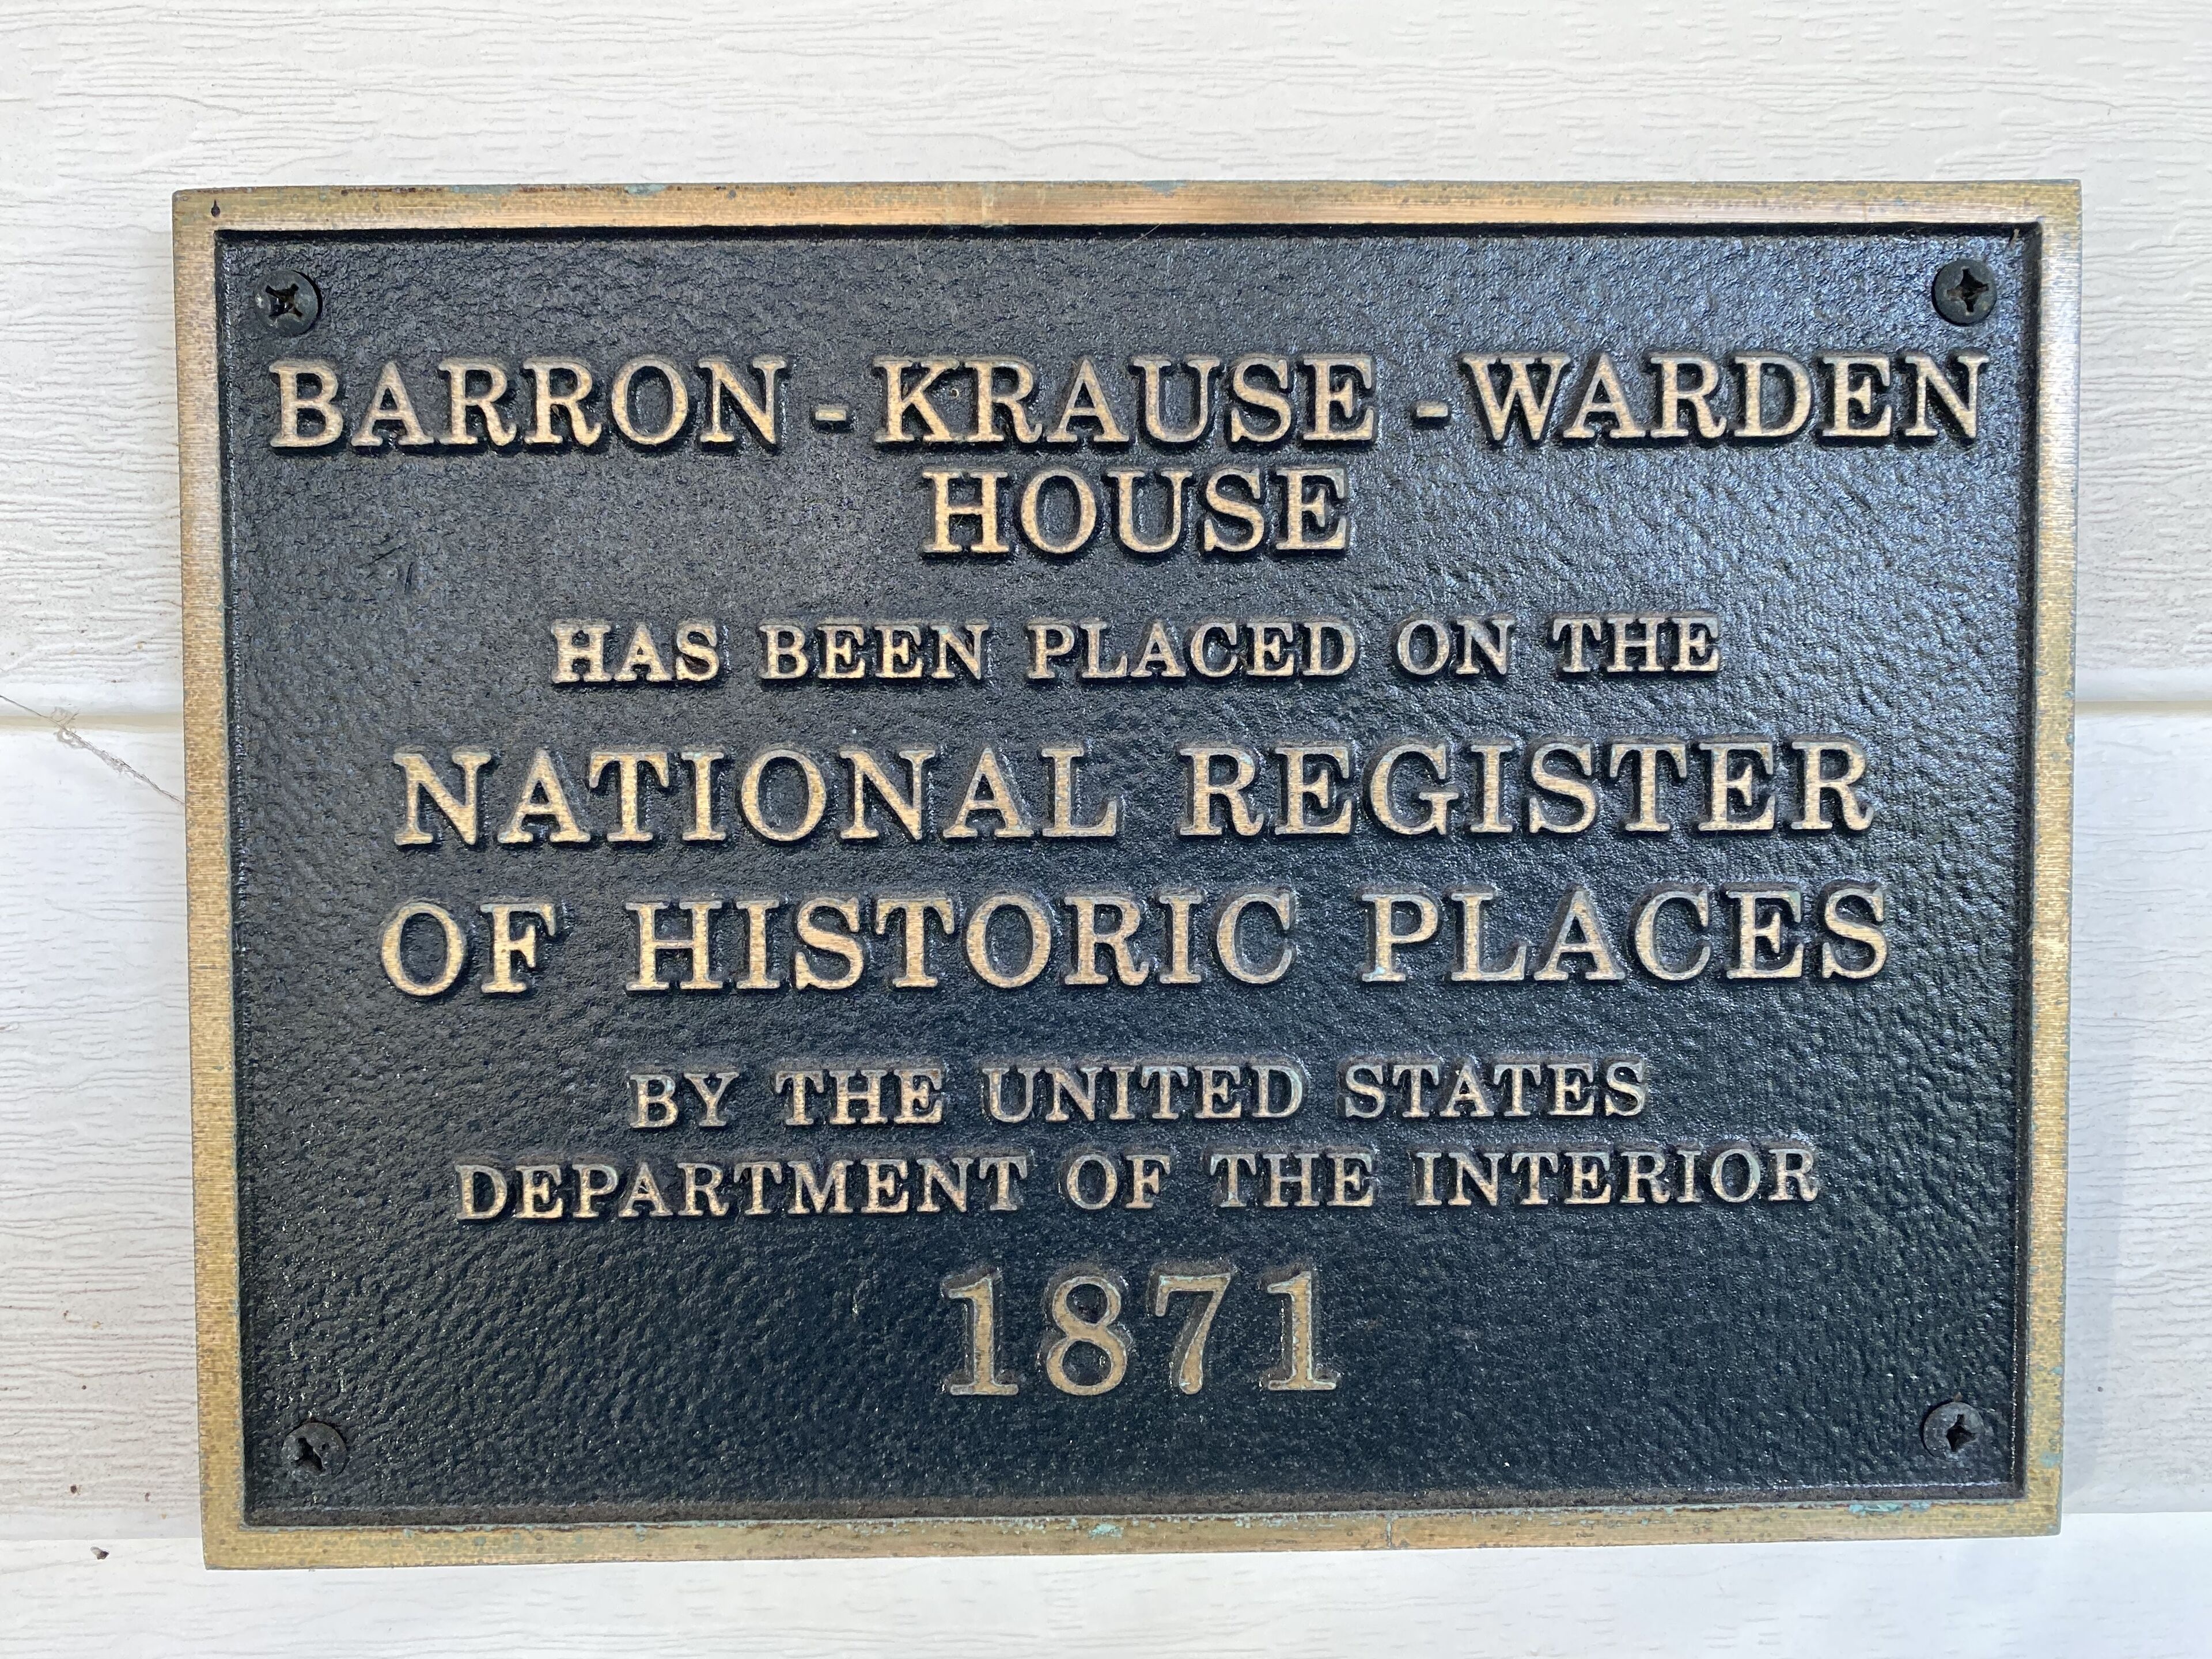 BARRON - KRAUSE - WARDEN
HOUSE
HAS BEEN PLACED ON THE
NATIONAL REGISTER
OF HISTORIC PLACES
BY THE UNITED STATES
DEPARTMENT OF THE INTERIOR
1871